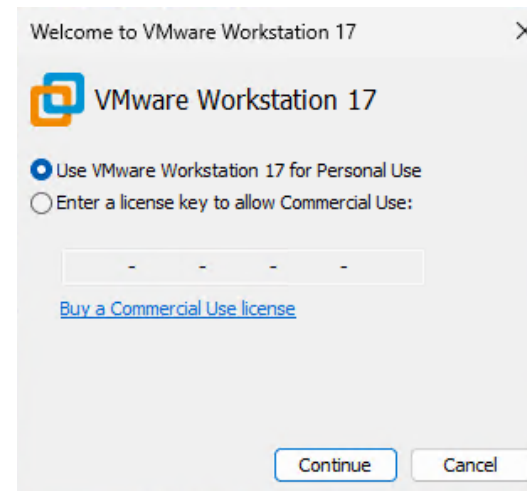 Welcome to VMware Workstation 17
VMware Workstation 17
Use VMware Workstation 17 for Personal Use
Enter a license key to allow Commercial Use:
- - - -
Buy a Commercial Use license
Continue Cancel